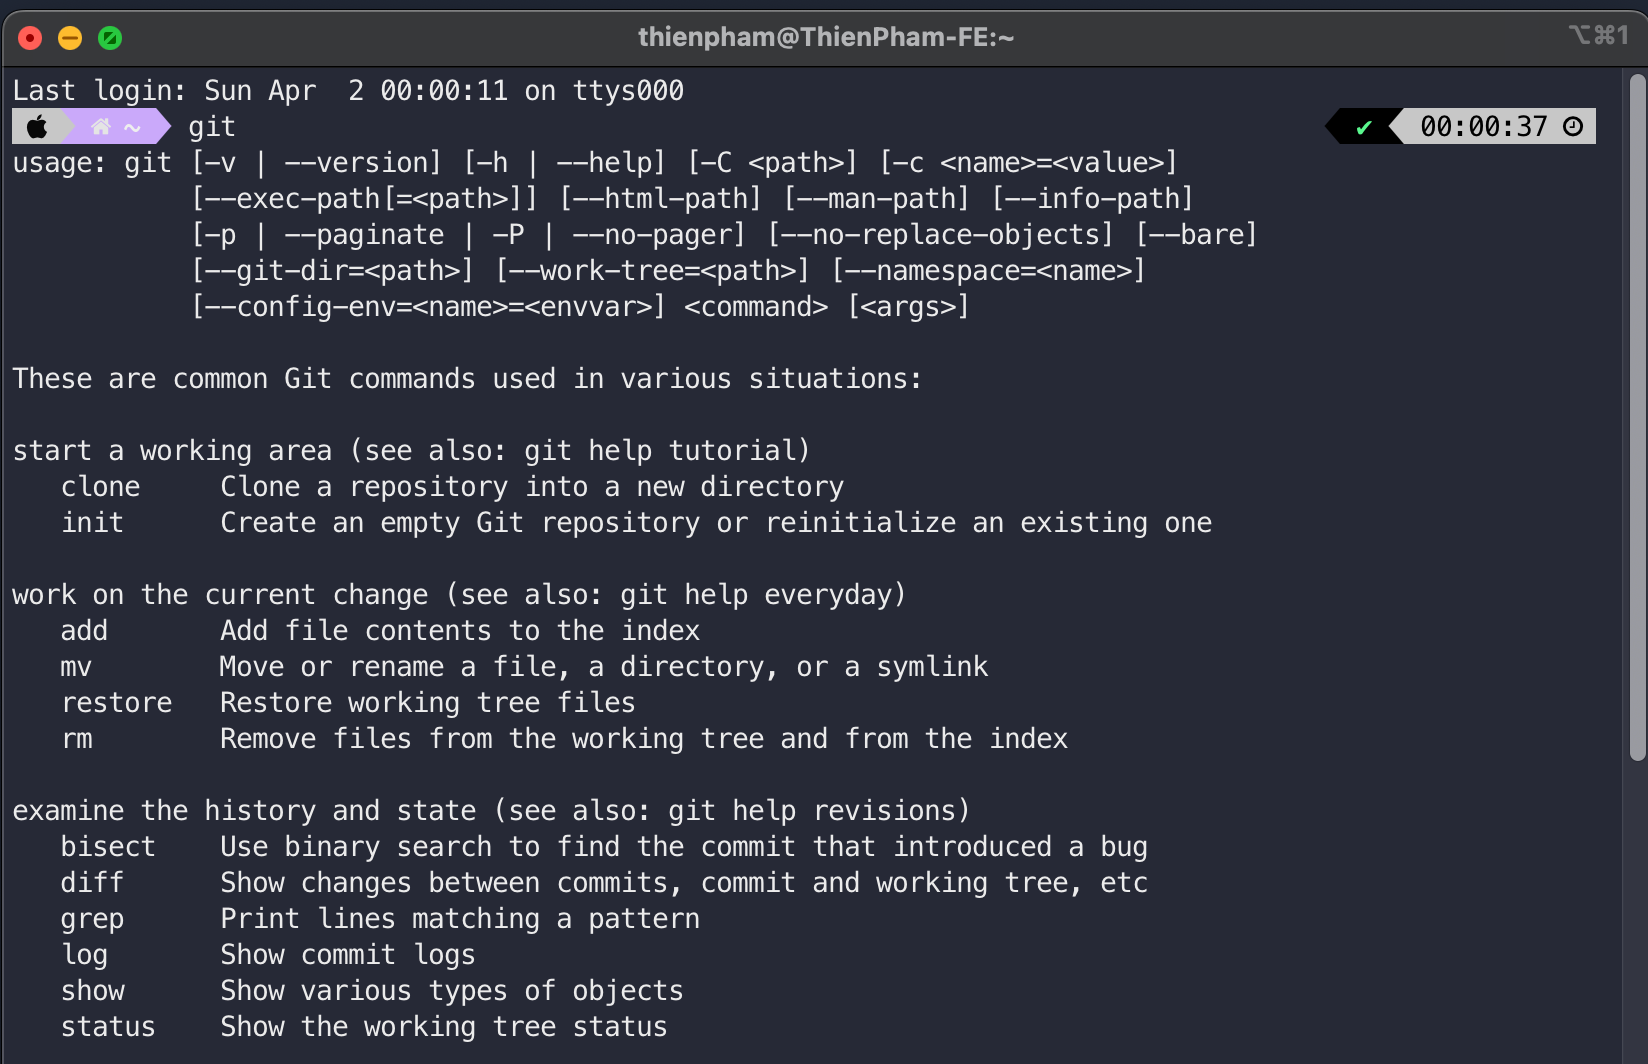 thienpham@ThienPham-FE:~
⌥⌘1
Last login: Sun Apr  2 00:00:11 on ttys000
~ git ✔ 00:00:37
usage: git [-v | --version] [-h | --help] [-C <path>] [-c <name>=<value>]
           [--exec-path[=<path>]] [--html-path] [--man-path] [--info-path]
           [-p | --paginate | -P | --no-pager] [--no-replace-objects] [--bare]
           [--git-dir=<path>] [--work-tree=<path>] [--namespace=<name>]
           [--config-env=<name>=<envvar>] <command> [<args>]

These are common Git commands used in various situations:

start a working area (see also: git help tutorial)
   clone     Clone a repository into a new directory
   init      Create an empty Git repository or reinitialize an existing one

work on the current change (see also: git help everyday)
   add       Add file contents to the index
   mv        Move or rename a file, a directory, or a symlink
   restore   Restore working tree files
   rm        Remove files from the working tree and from the index

examine the history and state (see also: git help revisions)
   bisect    Use binary search to find the commit that introduced a bug
   diff      Show changes between commits, commit and working tree, etc
   grep      Print lines matching a pattern
   log       Show commit logs
   show      Show various types of objects
   status    Show the working tree status